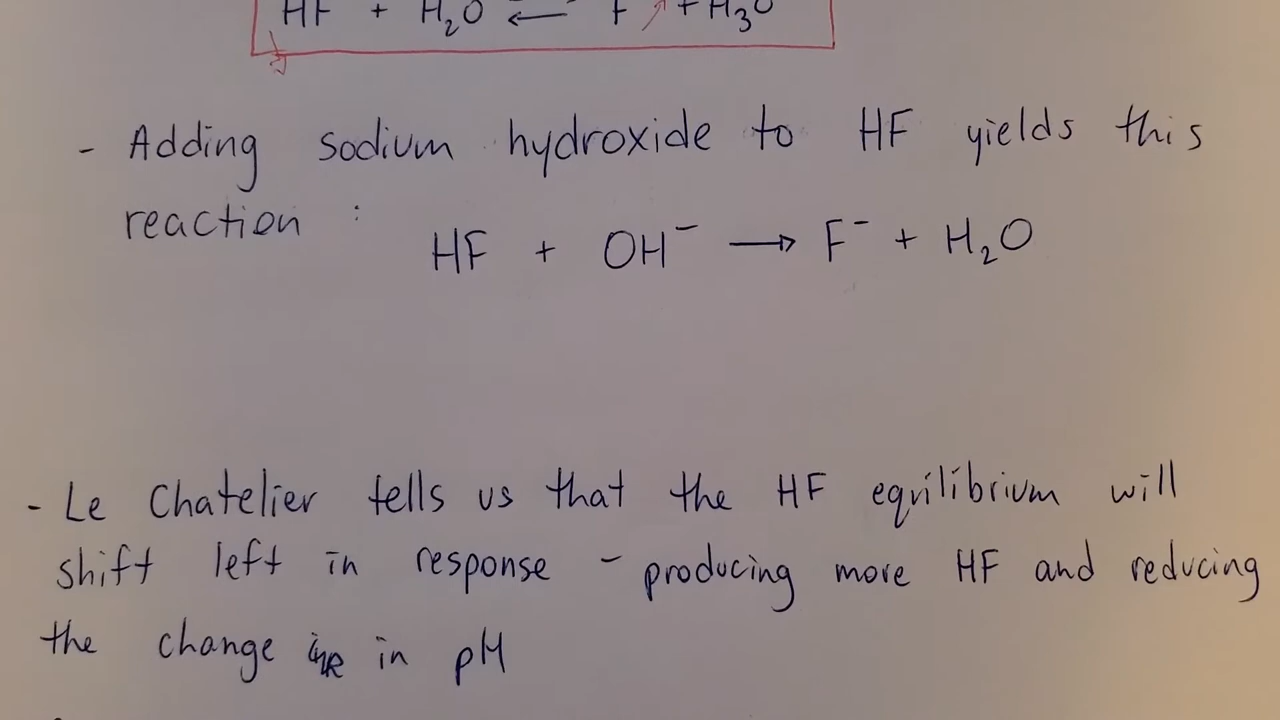 HF + H₂O ⇌ F + H₃O
- Adding sodium hydroxide to HF yields this
reaction :
HF + OH⁻ → F⁻ + H₂O
- Le Chatelier tells us that the HF equilibrium will
shift left in response - producing more HF and reducing
the change in pH